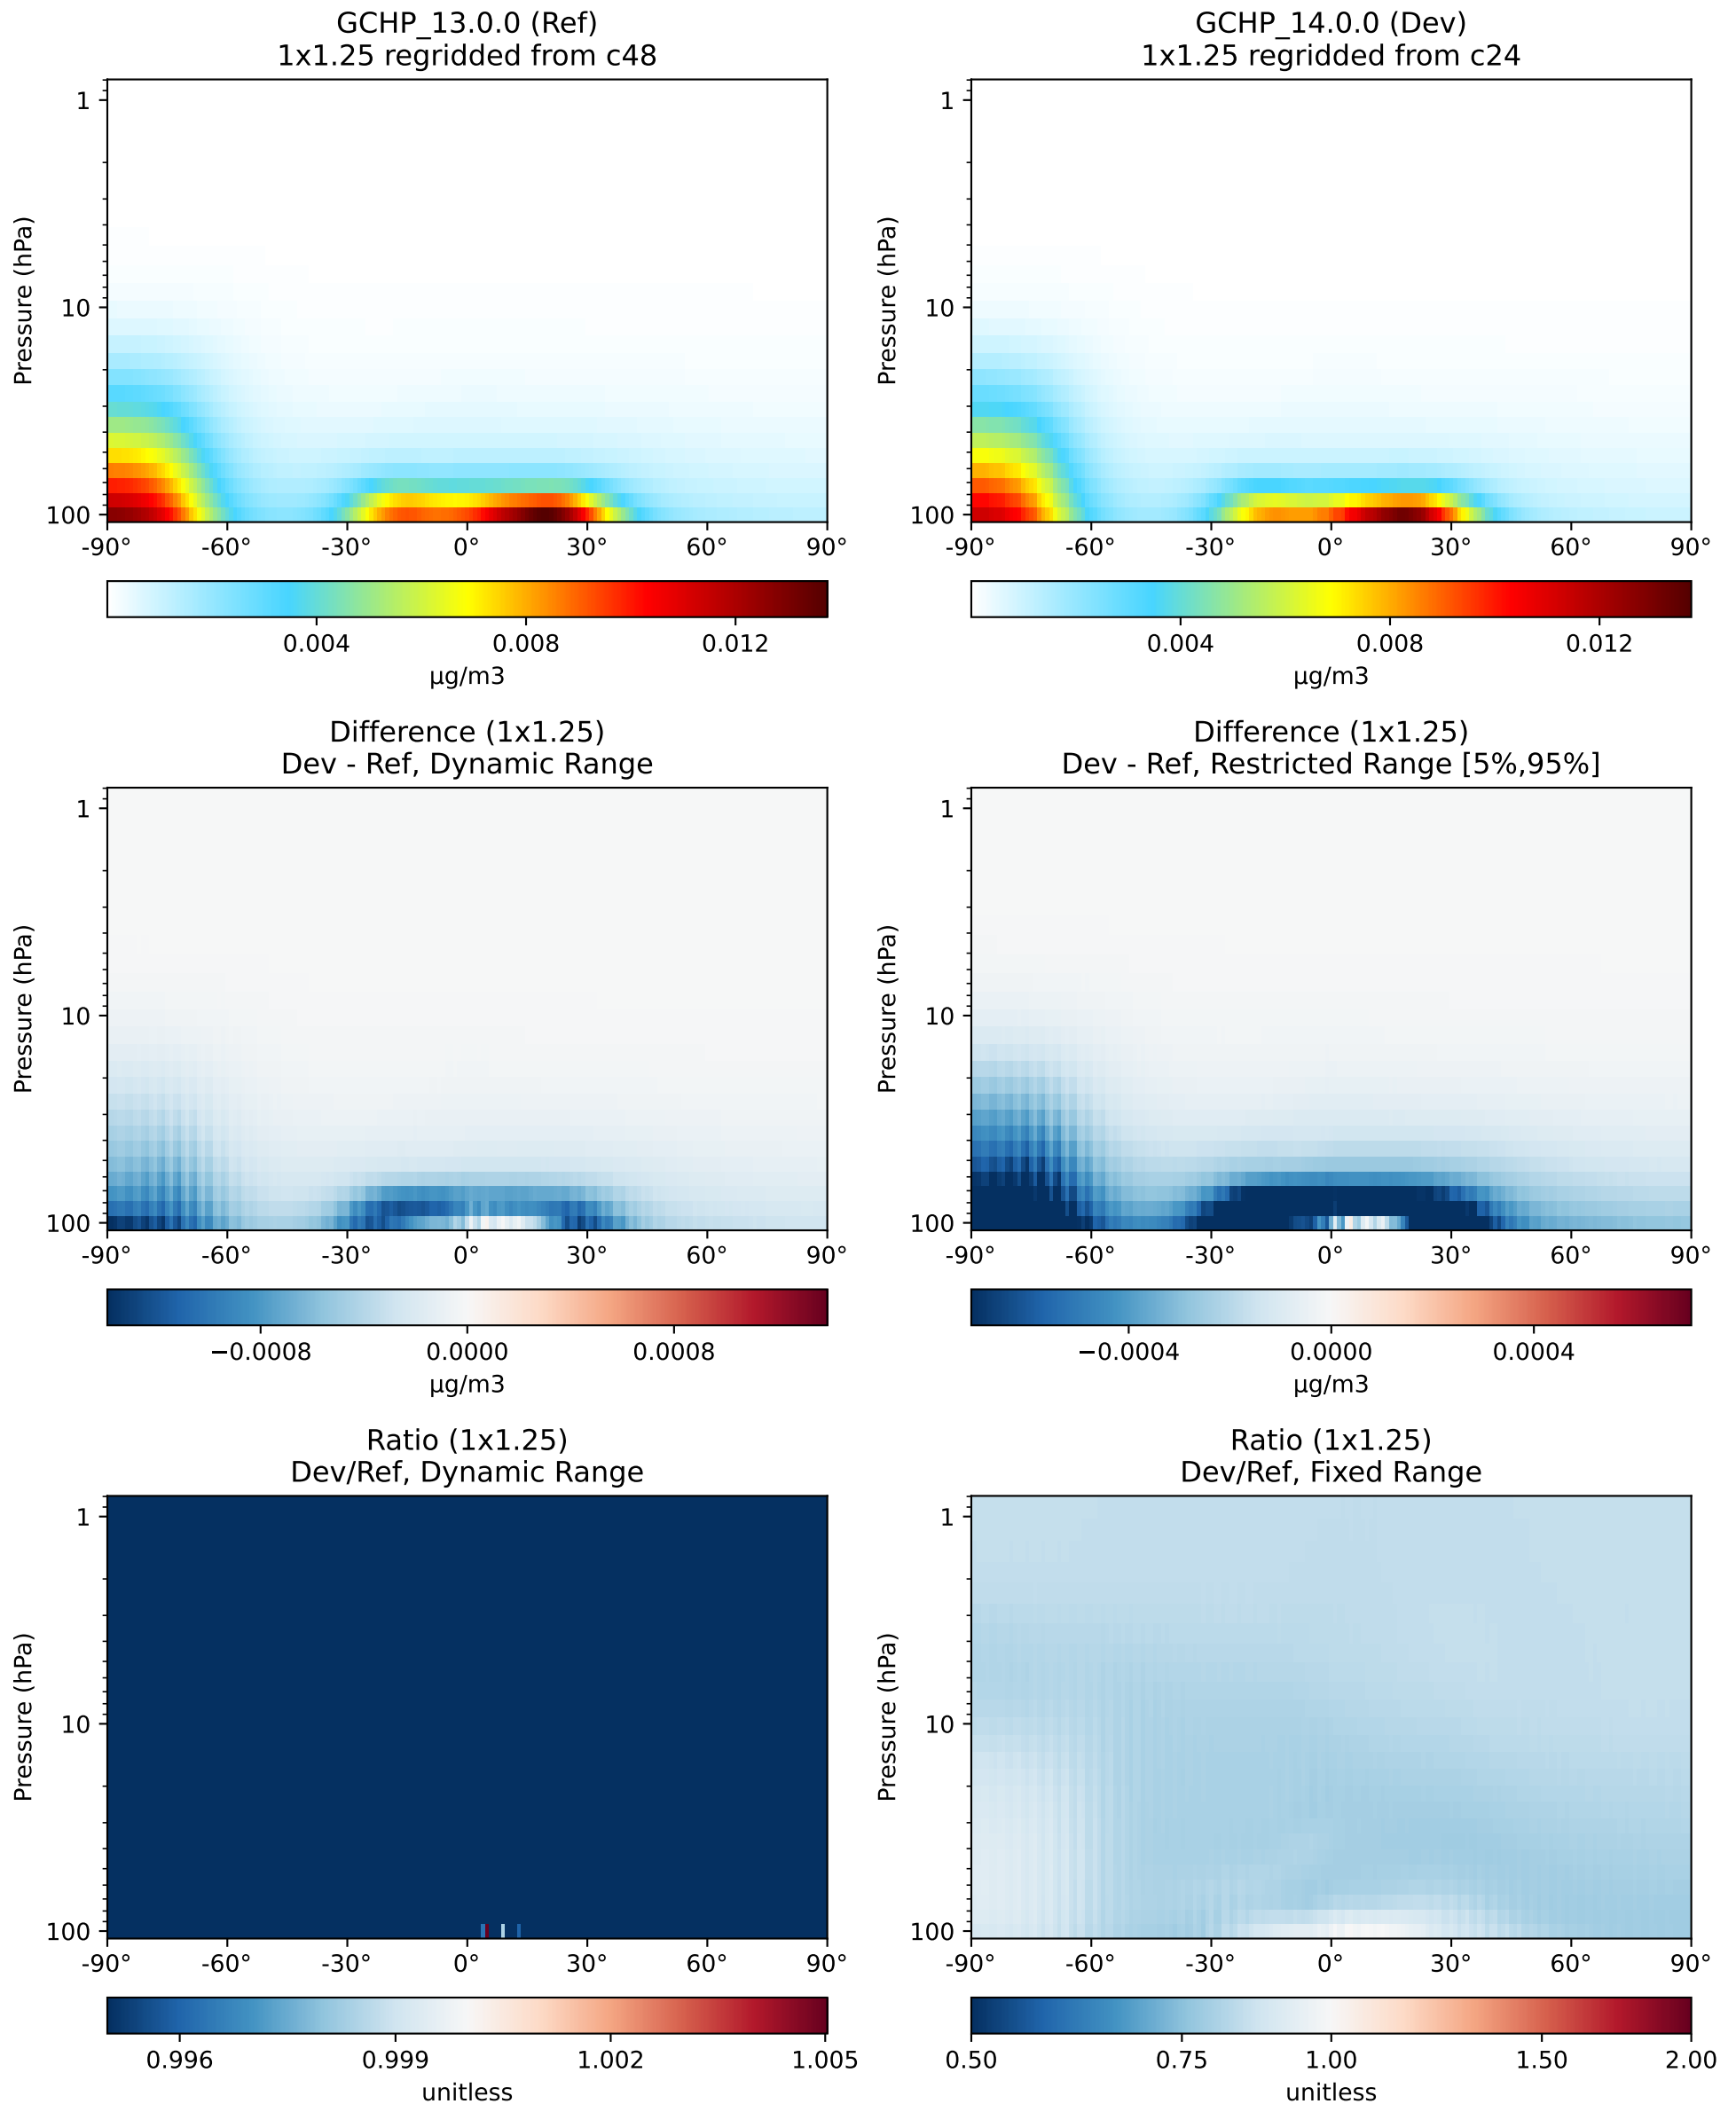 GCHP_13.0.0 (Ref)
1x1.25 regridded from c48
Pressure (hPa)
1
10
100
-90° -60° -30° 0° 30° 60° 90°
0.004 0.008 0.012
μg/m3
GCHP_14.0.0 (Dev)
1x1.25 regridded from c24
Pressure (hPa)
1
10
100
-90° -60° -30° 0° 30° 60° 90°
0.004 0.008 0.012
μg/m3
Difference (1x1.25)
Dev - Ref, Dynamic Range
Pressure (hPa)
1
10
100
-90° -60° -30° 0° 30° 60° 90°
−0.0008 0.0000 0.0008
μg/m3
Difference (1x1.25)
Dev - Ref, Restricted Range [5%,95%]
Pressure (hPa)
1
10
100
-90° -60° -30° 0° 30° 60° 90°
−0.0004 0.0000 0.0004
μg/m3
Ratio (1x1.25)
Dev/Ref, Dynamic Range
Pressure (hPa)
1
10
100
-90° -60° -30° 0° 30° 60° 90°
0.996 0.999 1.002 1.005
unitless
Ratio (1x1.25)
Dev/Ref, Fixed Range
Pressure (hPa)
1
10
100
-90° -60° -30° 0° 30° 60° 90°
0.50 0.75 1.00 1.50 2.00
unitless